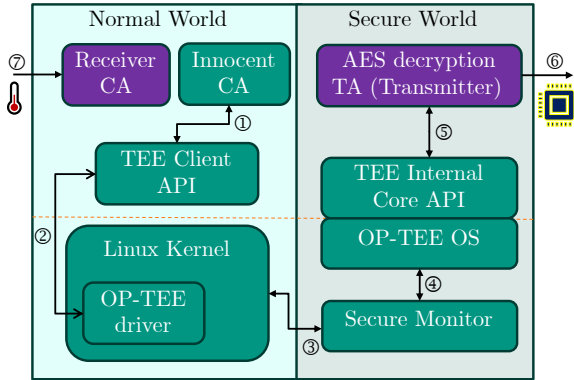 Normal World
Secure World
⑦
Receiver
CA
Innocent
CA
AES decryption
TA (Transmitter)
⑥
①
⑤
TEE Client
API
TEE Internal
Core API
②
Linux Kernel
OP-TEE OS
OP-TEE
driver
④
③
Secure Monitor